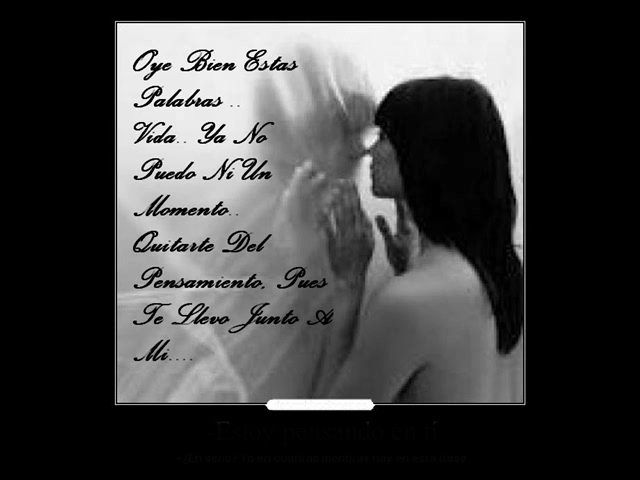 Oye Bien Estas
Palabras ..
Vida.. Ya No
Puedo Ni Un
Momento..
Quitarte Del
Pensamiento. Pues
Te Llevo Junto A
Mi....
Estoy pensando en ti